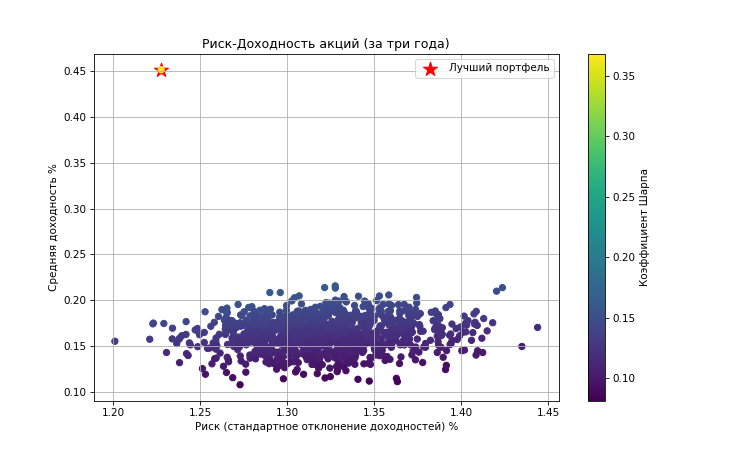 Риск-Доходность акций (за три года)
Лучший портфель
0.45
0.40
0.35
0.30
0.25
0.20
0.15
0.10
Средняя доходность %
1.20 1.25 1.30 1.35 1.40 1.45
Риск (стандартное отклонение доходностей) %
0.35
0.30
0.25
0.20
0.15
0.10
Коэффициент Шарпа